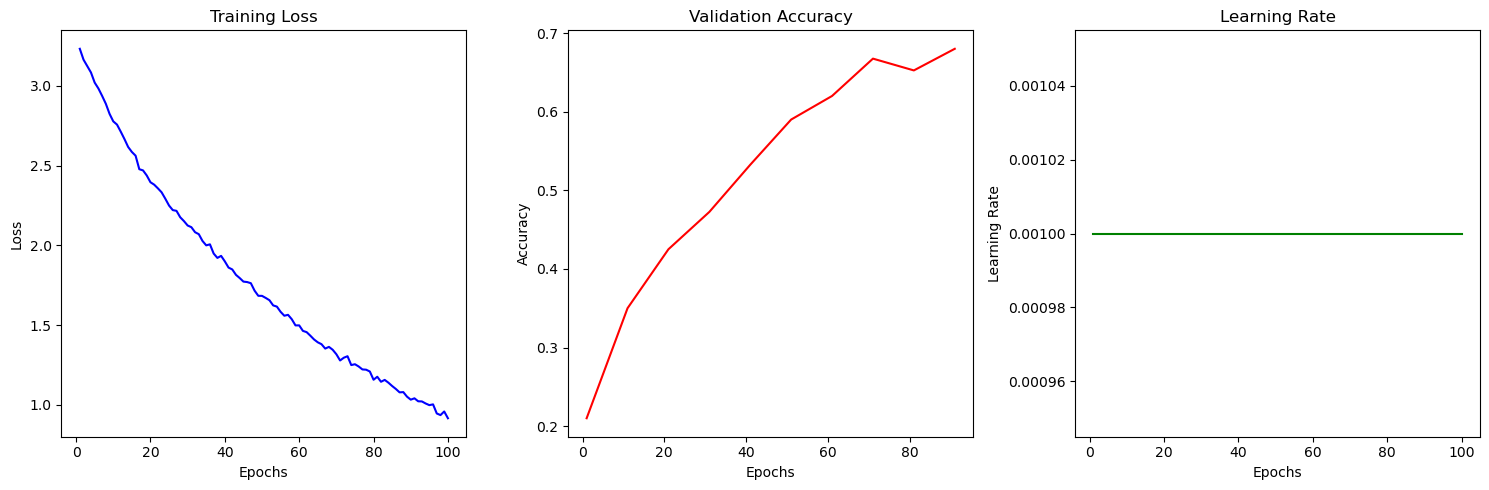 Training Loss
3.0
2.5
2.0
1.5
1.0
Loss
0 20 40 60 80 100
Epochs
Validation Accuracy
0.7
0.6
0.5
0.4
0.3
0.2
Accuracy
0 20 40 60 80
Epochs
Learning Rate
0.00104
0.00102
0.00100
0.00098
0.00096
Learning Rate
0 20 40 60 80 100
Epochs